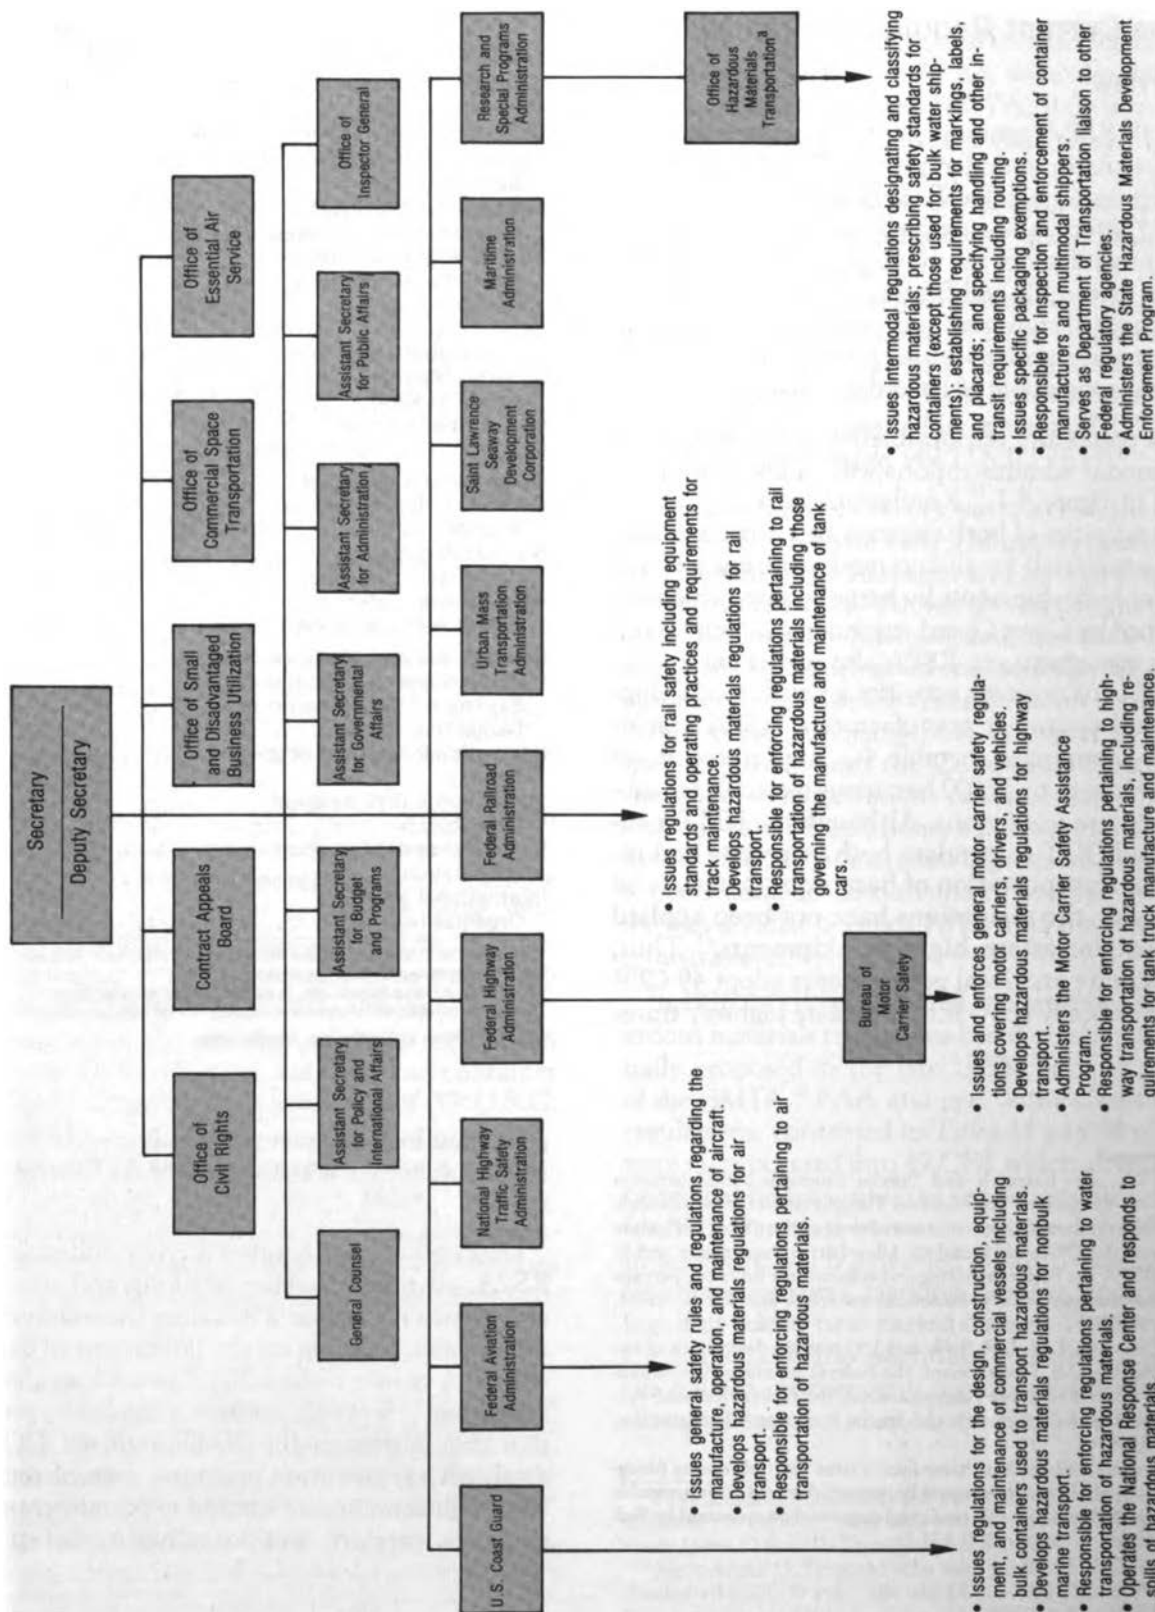 Secretary
Deputy Secretary
Office of
Civil Rights
Contract Appeals
Board
Office of Small
and Disadvantaged
Business Utilization
Office of
Commercial Space
Transportation
Office of
Essential Air
Service
General Counsel
Assistant Secretary
for Policy and
International Affairs
Assistant Secretary
for Budget
and Programs
Assistant Secretary
for Governmental
Affairs
Assistant Secretary
for Administration
Assistant Secretary
for Public Affairs
Office of
Inspector General
U.S. Coast Guard
Federal Aviation
Administration
National Highway
Traffic Safety
Administration
Federal Highway
Administration
Federal Railroad
Administration
Urban Mass
Transportation
Administration
Saint Lawrence
Seaway
Development
Corporation
Maritime
Administration
Research and
Special Programs
Administration
Bureau of
Motor
Carrier Safety
Office of
Hazardous
Materials
Transportation<sup>a</sup>
• Issues regulations for the design, construction, equip-
ment, and maintenance of commercial vessels including
bulk containers used to transport hazardous materials.
• Develops hazardous materials regulations for nonbulk
marine transport.
• Responsible for enforcing regulations pertaining to water
transportation of hazardous materials.
• Operates the National Response Center and responds to
spills of hazardous materials
• Issues general safety rules and regulations regarding the
manufacture, operation, and maintenance of aircraft.
• Develops hazardous materials regulations for air
transport.
• Responsible for enforcing regulations pertaining to air
transportation of hazardous materials.
• Issues and enforces general motor carrier safety regula-
tions covering motor carriers, drivers, and vehicles.
• Develops hazardous materials regulations for highway
transport.
• Administers the Motor Carrier Safety Assistance
Program.
• Responsible for enforcing regulations pertaining to high-
way transportation of hazardous materials, including re-
quirements for tank truck manufacture and maintenance.
• Issues regulations for rail safety including equipment
standards and operating practices and requirements for
track maintenance.
• Develops hazardous materials regulations for rail
transport.
• Responsible for enforcing regulations pertaining to rail
transportation of hazardous materials including those
governing the manufacture and maintenance of tank
cars.
• Issues intermodal regulations designating and classifying
hazardous materials; prescribing safety standards for
containers (except those used for bulk water ship-
ments); establishing requirements for markings, labels,
and placards; and specifying handling and other in-
transit requirements including routing.
• Issues specific packaging exemptions.
• Responsible for inspection and enforcement of container
manufacturers and multimodal shippers.
• Serves as Department of Transportation liaison to other
Federal regulatory agencies.
• Administers the State Hazardous Materials Development
Enforcement Program.